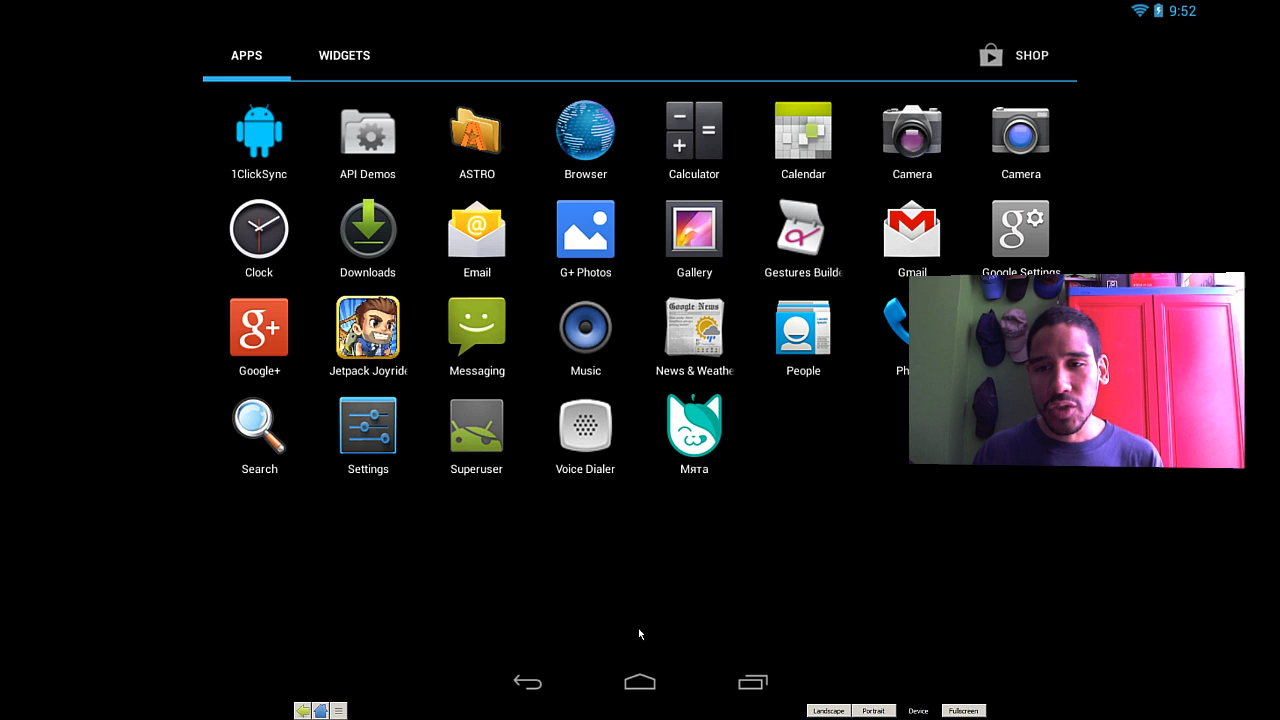 9:52
APPS WIDGETS SHOP
1ClickSync API Demos ASTRO Browser Calculator Calendar Camera Camera
Clock Downloads Email G+ Photos Gallery Gestures Builde Gmail Google Settings
Google+ Jetpack Joyride Messaging Music News & Weathe People Ph
Search Settings Superuser Voice Dialer Мята
Landscape Portrait Device Fullscreen